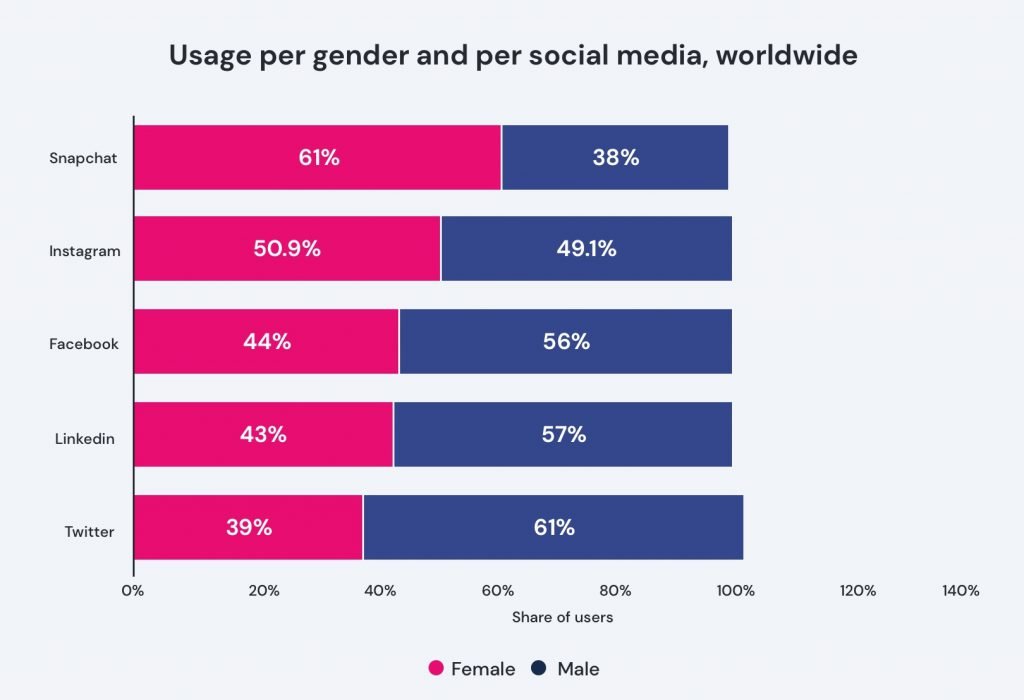 Usage per gender and per social media, worldwide
Snapchat 61% 38%
Instagram 50.9% 49.1%
Facebook 44% 56%
Linkedin 43% 57%
Twitter 39% 61%
0% 20% 40% 60% 80% 100% 120% 140%
Share of users
Female Male